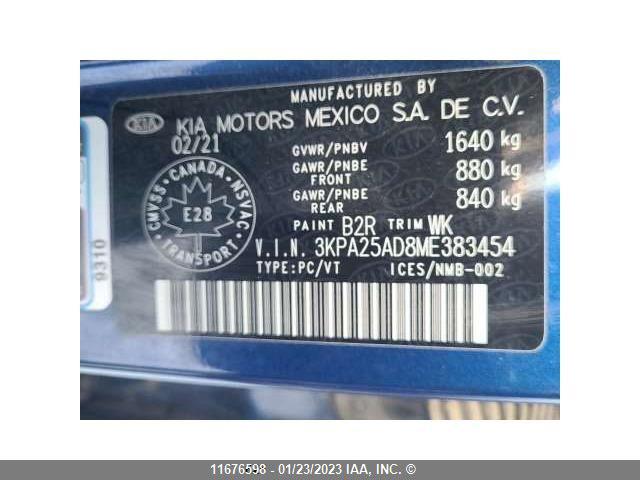 MANUFACTURED BY
KIA KIA MOTORS MEXICO S.A. DE C.V.
02/21 GVWR/PNBV 1640 kg
GAWR/PNBE FRONT 880 kg
GAWR/PNBE REAR 840 kg
CMVSS · CANADA · NSVAC · TRANSPORT
E28
PAINT B2R TRIM WK
V.I.N. 3KPA25AD8ME383454
TYPE:PC/VT ICES/NMB-002
9310
11676598 - 01/23/2023 IAA, INC. ©